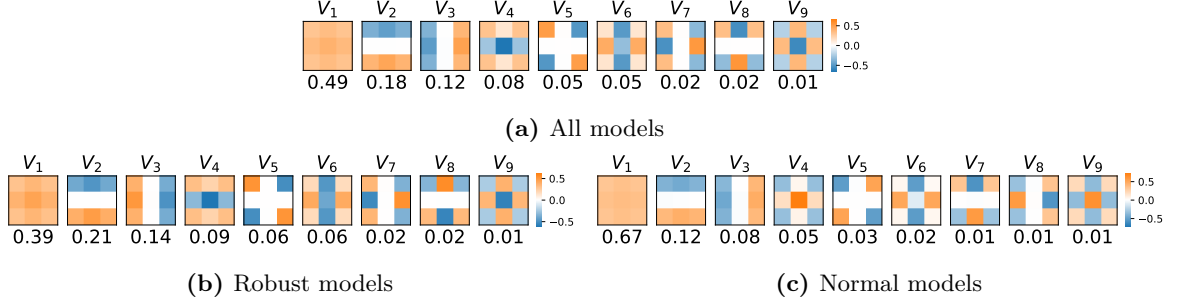 V1 V2 V3 V4 V5 V6 V7 V8 V9
0.5
0.0
−0.5
0.49 0.18 0.12 0.08 0.05 0.05 0.02 0.02 0.01
(a) All models
V1 V2 V3 V4 V5 V6 V7 V8 V9
0.5
0.0
−0.5
0.39 0.21 0.14 0.09 0.06 0.06 0.02 0.02 0.01
(b) Robust models
V1 V2 V3 V4 V5 V6 V7 V8 V9
0.5
0.0
−0.5
0.67 0.12 0.08 0.05 0.03 0.02 0.01 0.01 0.01
(c) Normal models